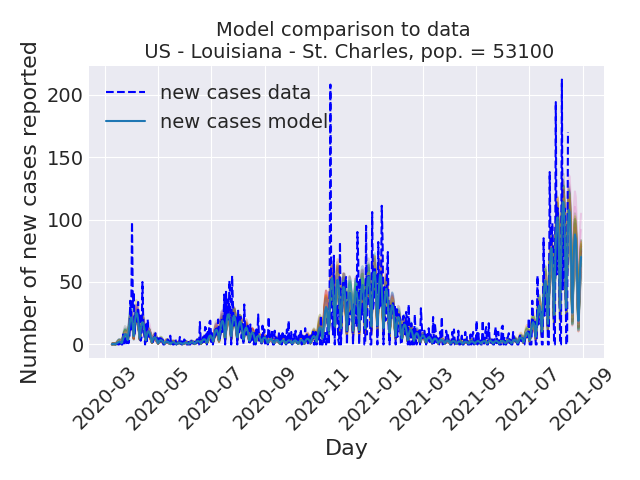 Model comparison to data
US - Louisiana - St. Charles, pop. = 53100
Number of new cases reported
200
150
100
50
0
new cases data
new cases model
2020-03
2020-05
2020-07
2020-09
2020-11
2021-01
2021-03
2021-05
2021-07
2021-09
Day